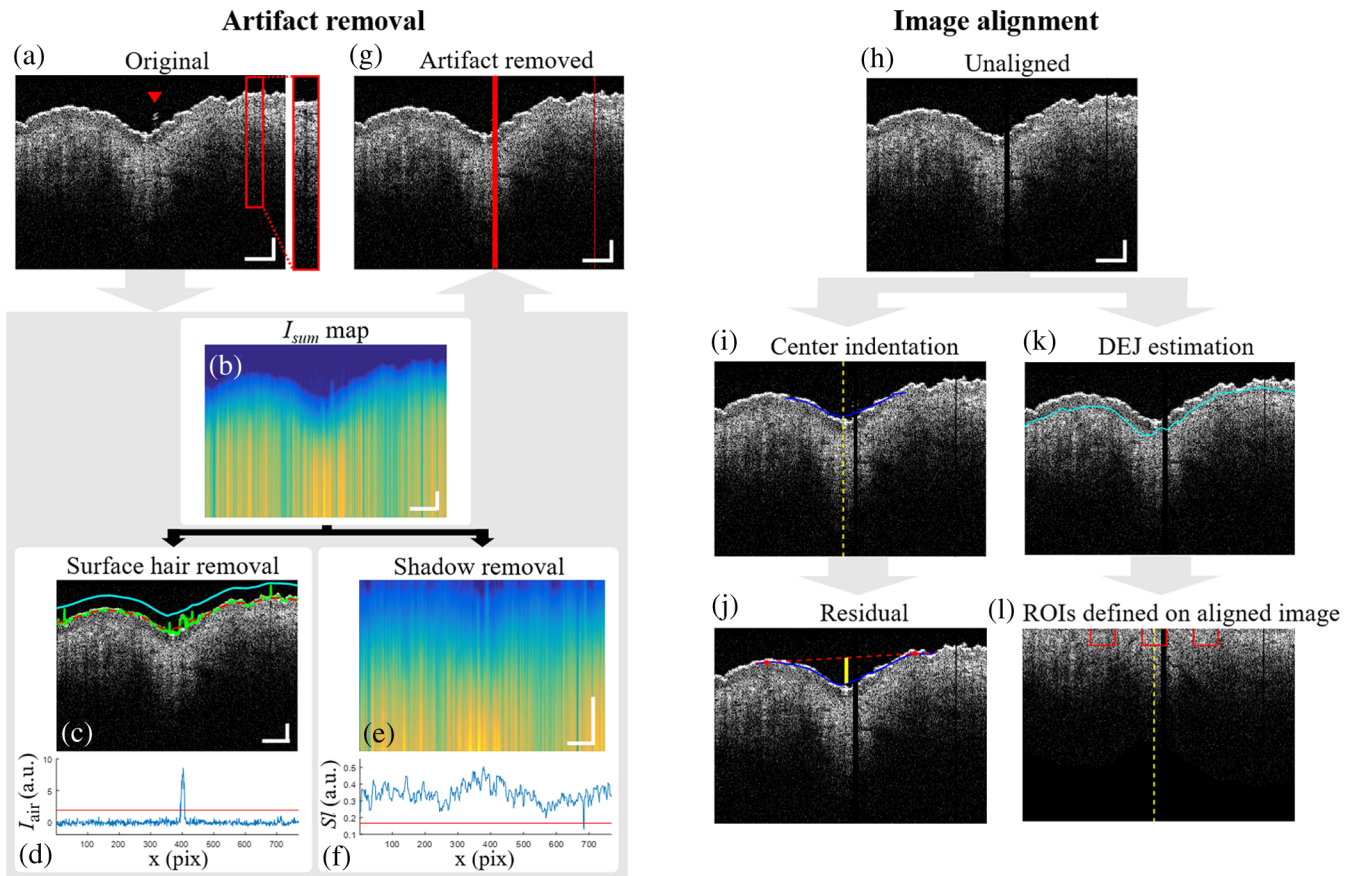 Artifact removal
Image alignment
(a)
Original
(g)
Artifact removed
(h)
Unaligned
I_sum map
(b)
(i)
Center indentation
(k)
DEJ estimation
Surface hair removal
(c)
Shadow removal
(e)
(j)
Residual
(l)
ROIs defined on aligned image
I_air (a.u.)
10
5
0
100 200 300 400 500 600 700
x (pix)
(d)
SI (a.u.)
0.5
0.4
0.3
0.2
0.1
100 200 300 400 500 600 700
x (pix)
(f)